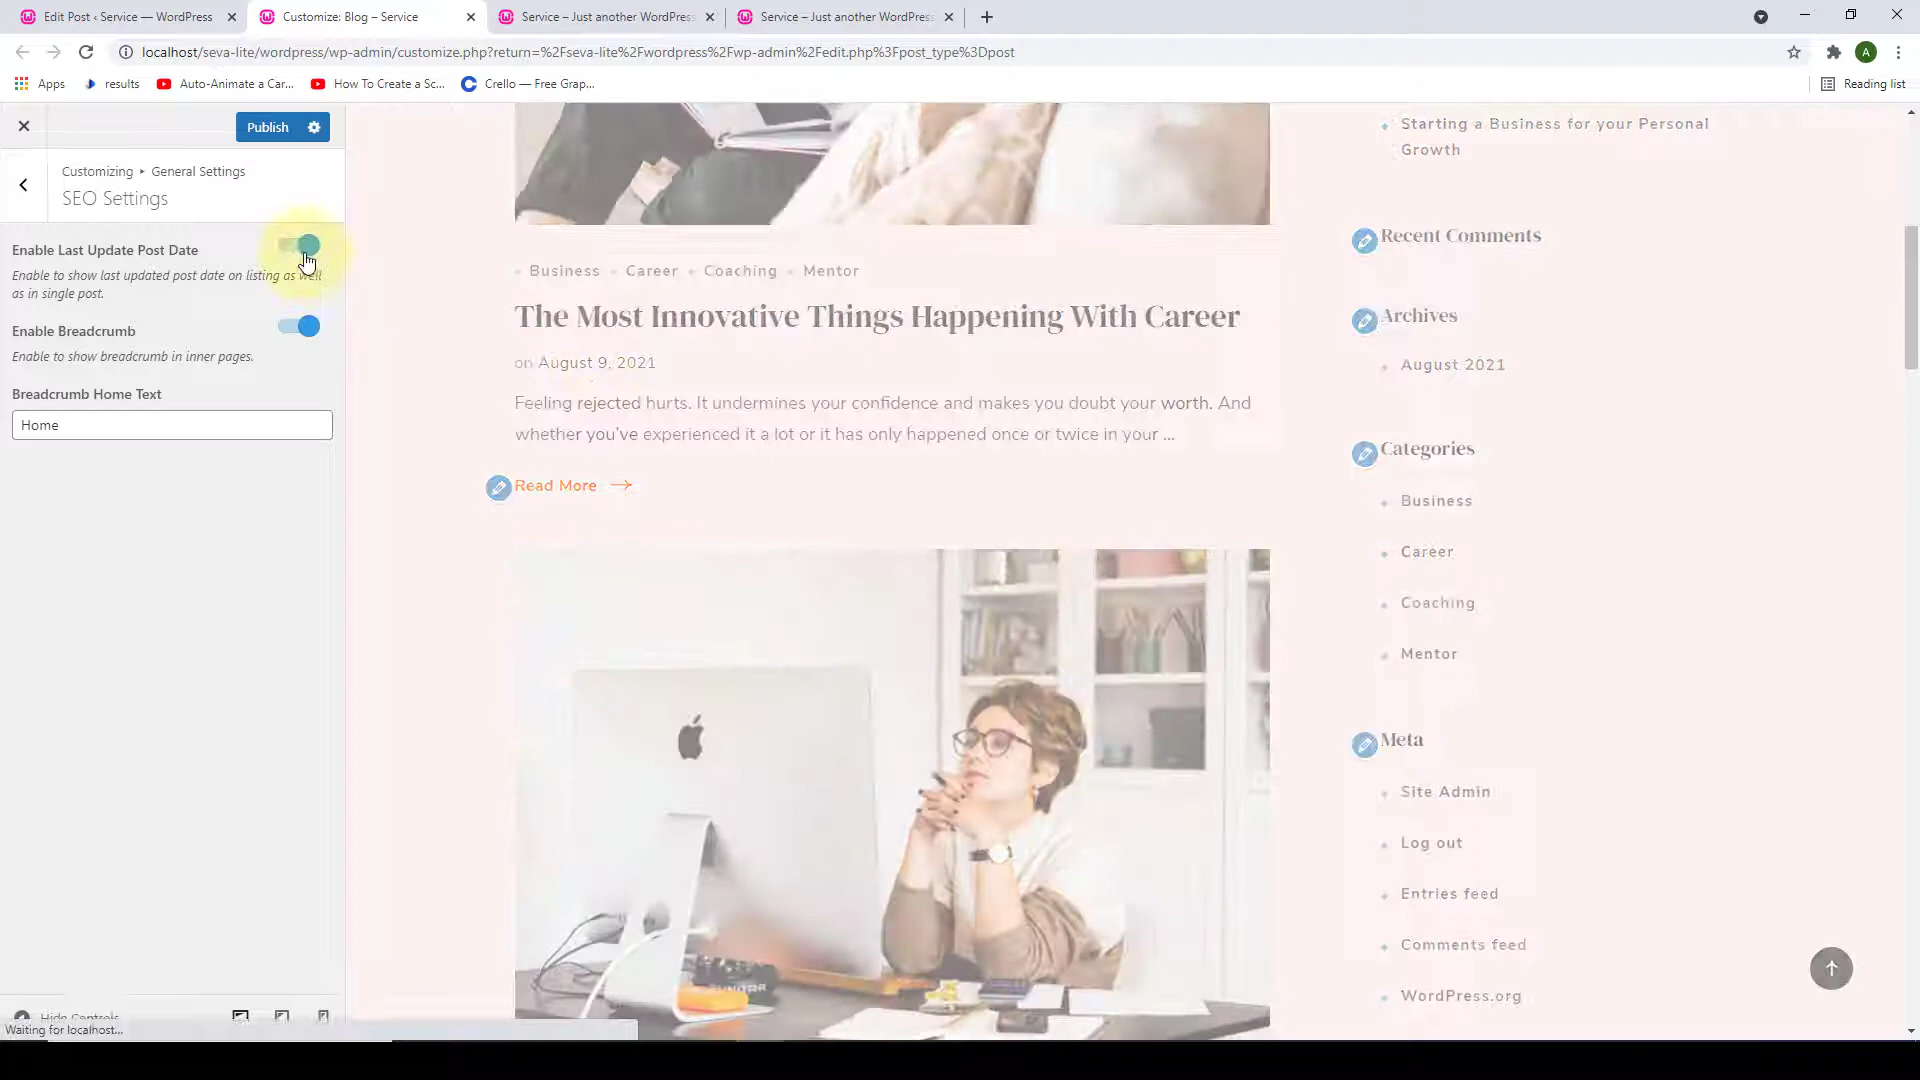 Edit Post ‹ Service — WordPress
Customize: Blog – Service
Service – Just another WordPress
Service – Just another WordPress
localhost/seva-lite/wordpress/wp-admin/customize.php?return=%2Fseva-lite%2Fwordpress%2Fwp-admin%2Fedit.php%3Fpost_type%3Dpost
A
Apps
results
Auto-Animate a Car...
How To Create a Sc...
Crello — Free Grap...
Reading list
Publish
Customizing ▸ General Settings
SEO Settings
Enable Last Update Post Date
Enable to show last updated post date on listing as well
as in single post.
Enable Breadcrumb
Enable to show breadcrumb in inner pages.
Breadcrumb Home Text
Home
Hide Controls
Waiting for localhost...
Business
Career
Coaching
Mentor
The Most Innovative Things Happening With Career
on August 9, 2021
Feeling rejected hurts. It undermines your confidence and makes you doubt your worth. And
whether you've experienced it a lot or it has only happened once or twice in your ...
Read More
Starting a Business for your Personal
Growth
Recent Comments
Archives
August 2021
Categories
Business
Career
Coaching
Mentor
Meta
Site Admin
Log out
Entries feed
Comments feed
WordPress.org